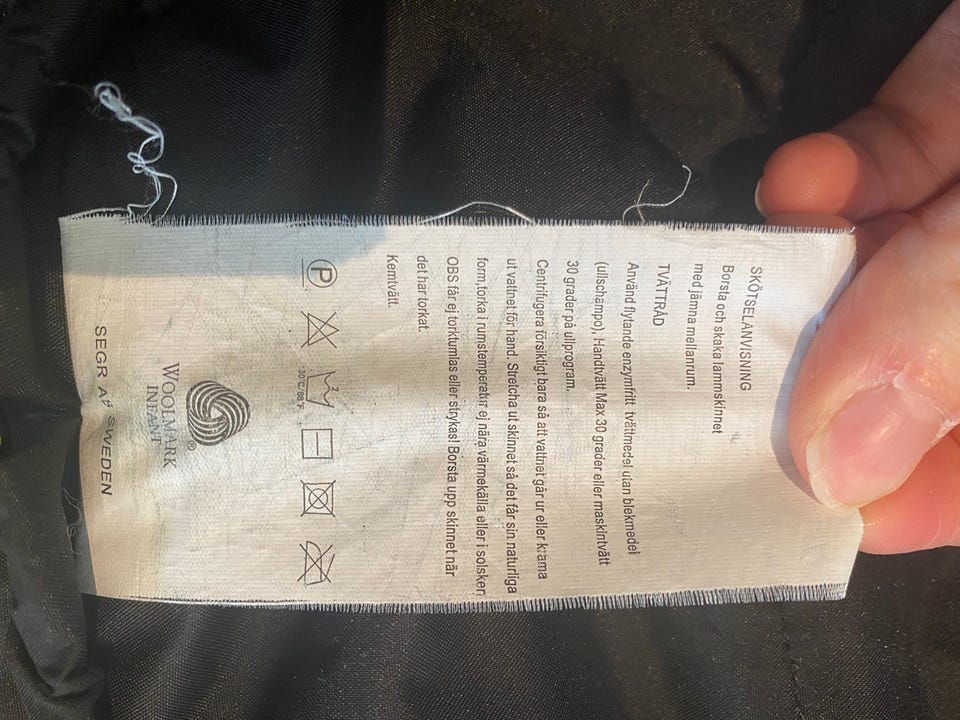 SKÖTSELANVISNING
Borsta och skaka lammskinnet
med jämna mellanrum.
TVÄTTRÅD
Använd flytande enzymfritt tvättmedel utan blekmedel
(ullschampo), Handtvätt Max 30 grader eller maskintvätt
30 grader på ullprogram.
Centrifugera försiktigt bara så att vattnet går ur eller krama
ut vattnet för hand. Stretcha ut skinnet så det får sin naturliga
form,torka i rumstemperatur ej nära värmekälla eller i solsken
OBS får ej torktumlas eller strykas! Borsta upp skinnet när
det har torkat.
Kemtvätt.
P
30°C/86°F
®
WOOLMARK
INFANT
SEGR SWEDEN